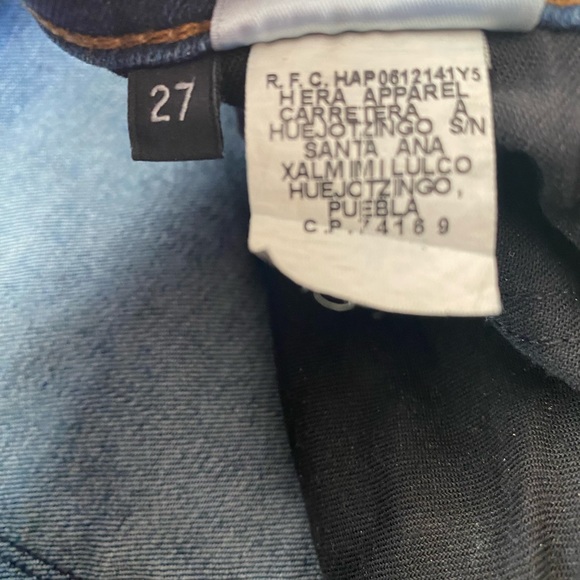 27
R.F.C. HAP0612141Y5
HERA APPAREL
CARRETERA A
HUEJOTZINGO S/N
SANTA ANA
XALMIMILULCO
HUEJOTZINGO,
PUEBLA
C.P.74169